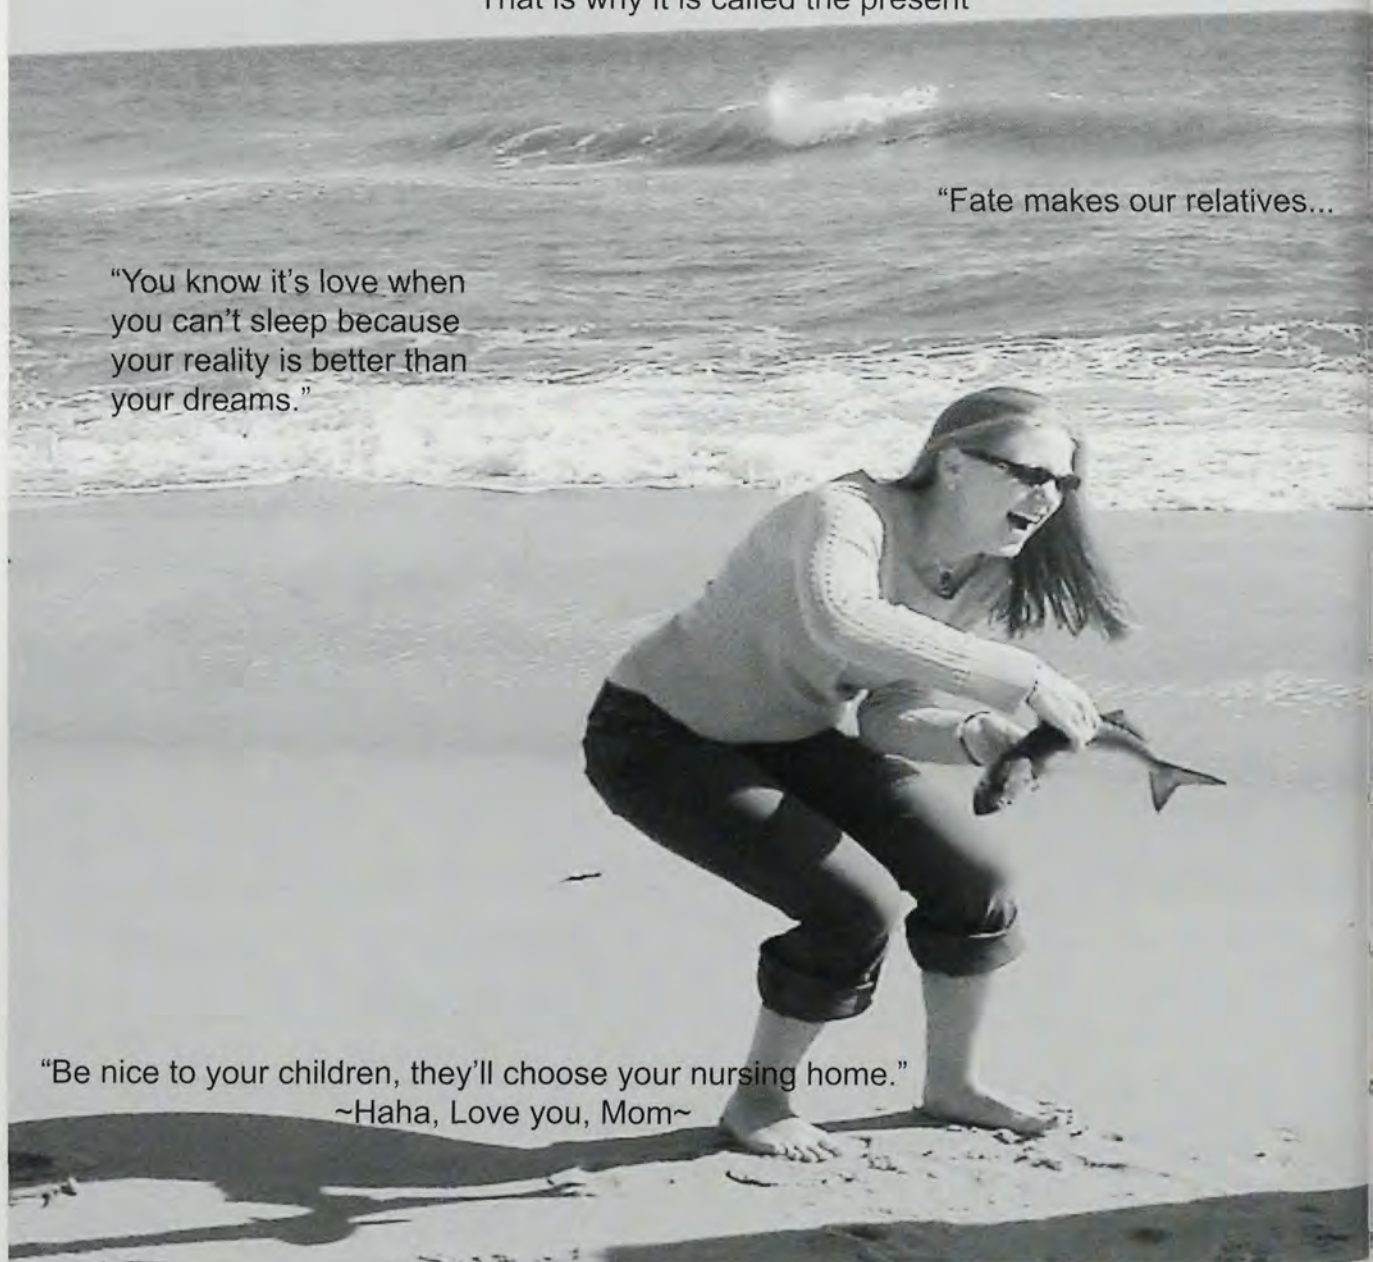 That is why it is called the present
“Fate makes our relatives...
“You know it’s love when
you can’t sleep because
your reality is better than
your dreams.”
“Be nice to your children, they’ll choose your nursing home.”
~Haha, Love you, Mom~